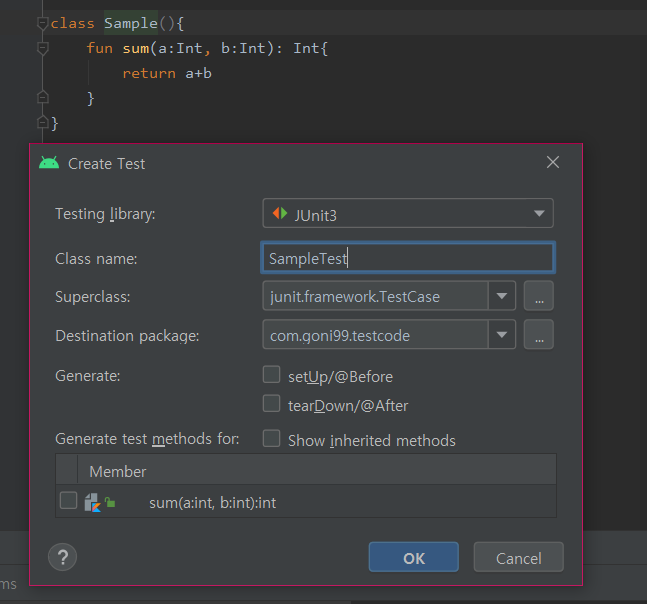 class Sample(){
fun sum(a:Int, b:Int): Int{
return a+b
}
}
Create Test
Testing library: JUnit3
Class name: SampleTest
Superclass: junit.framework.TestCase ...
Destination package: com.goni99.testcode ...
Generate: setUp/@Before
tearDown/@After
Generate test methods for: Show inherited methods
Member
sum(a:int, b:int):int
? OK Cancel
ms